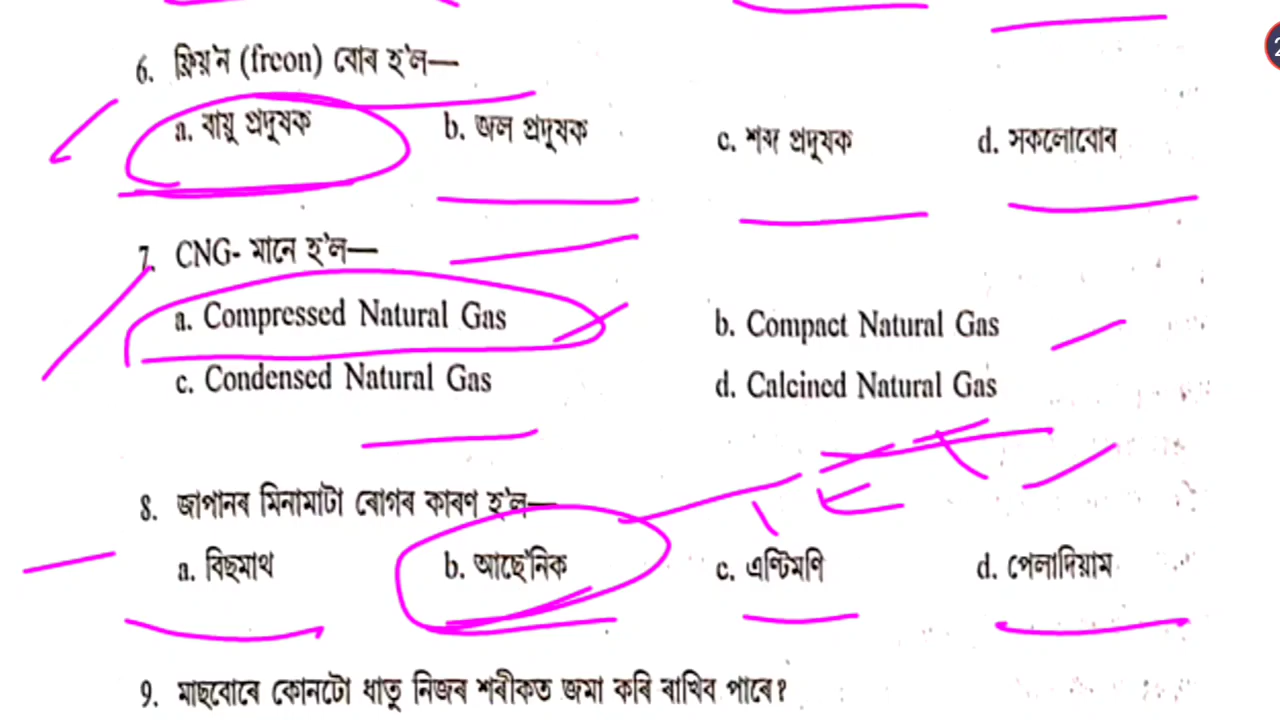 6. ফ্ৰিয়'ন (freon) বোৰ হ'ল—
a. বায়ু প্ৰদূষক b. জল প্ৰদূষক c. শব্দ প্ৰদূষক d. সকলোবোৰ
7. CNG- মানে হ'ল—
a. Compressed Natural Gas b. Compact Natural Gas
c. Condensed Natural Gas d. Calcined Natural Gas
8. জাপানৰ মিনামাটা ৰোগৰ কাৰণ হ'ল—
a. বিছমাথ b. আছে'নিক c. এণ্টিমণি d. পেলাদিয়াম
9. মাছবোৰে কোনটো ধাতু নিজৰ শৰীৰত জমা কৰি ৰাখিব পাৰে?